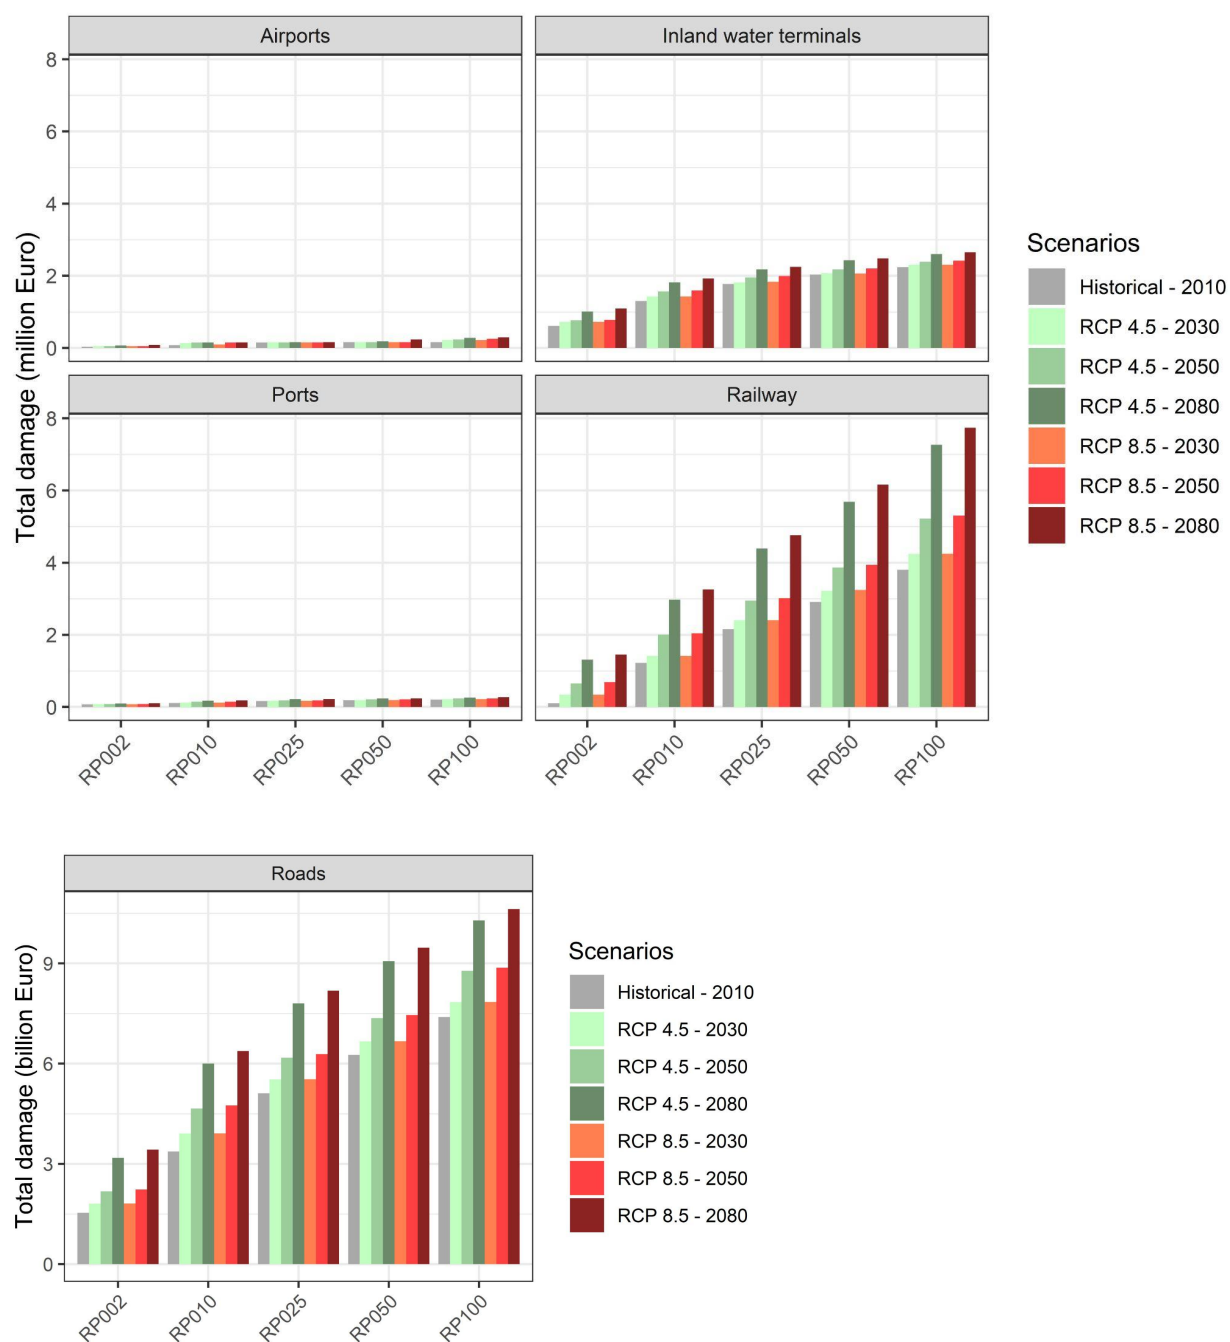 Airports
Inland water terminals
8
6
4
2
0
Ports
Railway
8
6
4
2
0
Total damage (million Euro)
RP002 RP010 RP025 RP050 RP100
RP002 RP010 RP025 RP050 RP100
Scenarios
Historical - 2010
RCP 4.5 - 2030
RCP 4.5 - 2050
RCP 4.5 - 2080
RCP 8.5 - 2030
RCP 8.5 - 2050
RCP 8.5 - 2080
Roads
9
6
3
0
Total damage (billion Euro)
RP002 RP010 RP025 RP050 RP100
Scenarios
Historical - 2010
RCP 4.5 - 2030
RCP 4.5 - 2050
RCP 4.5 - 2080
RCP 8.5 - 2030
RCP 8.5 - 2050
RCP 8.5 - 2080